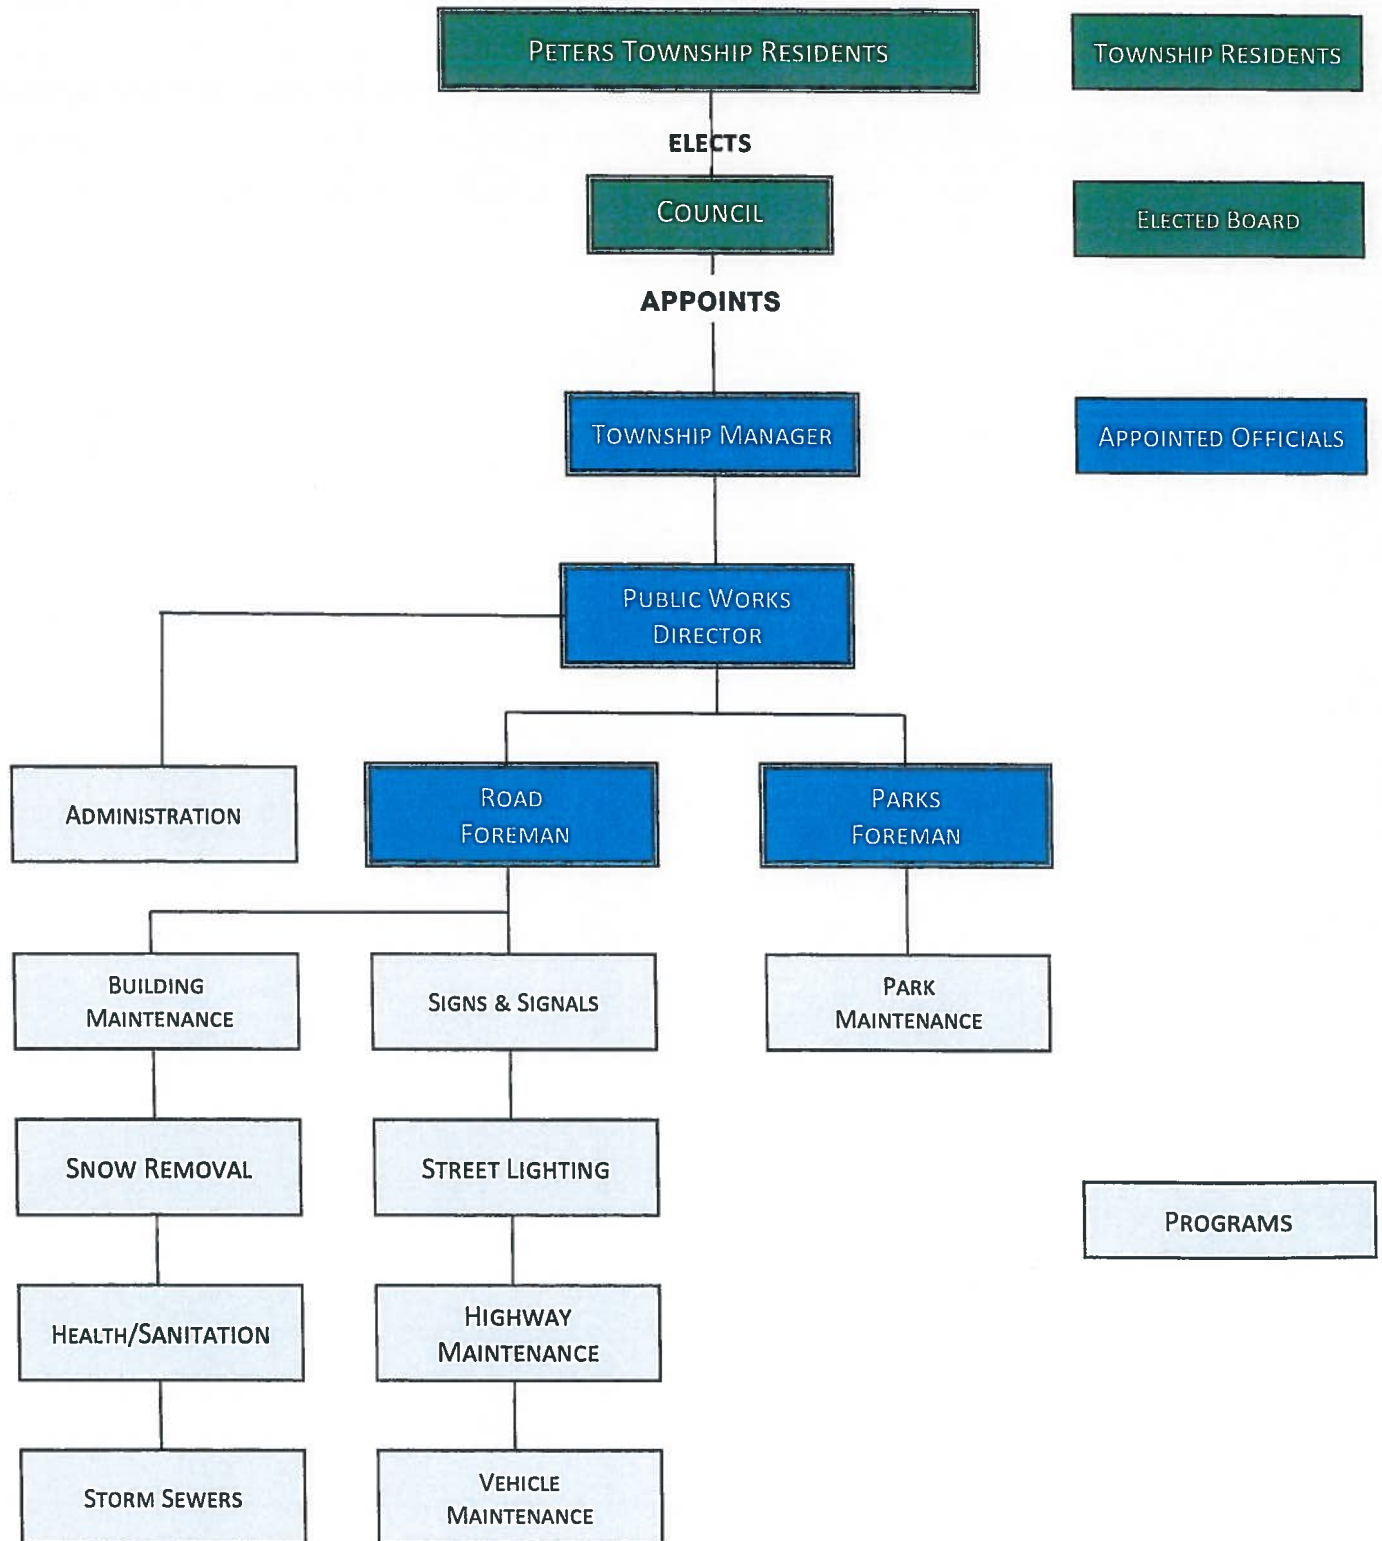 PETERS TOWNSHIP RESIDENTS
TOWNSHIP RESIDENTS
ELECTS
COUNCIL
ELECTED BOARD
APPOINTS
TOWNSHIP MANAGER
APPOINTED OFFICIALS
PUBLIC WORKS
DIRECTOR
ADMINISTRATION
ROAD
FOREMAN
PARKS
FOREMAN
BUILDING
MAINTENANCE
SIGNS & SIGNALS
PARK
MAINTENANCE
SNOW REMOVAL
STREET LIGHTING
PROGRAMS
HEALTH/SANITATION
HIGHWAY
MAINTENANCE
STORM SEWERS
VEHICLE
MAINTENANCE